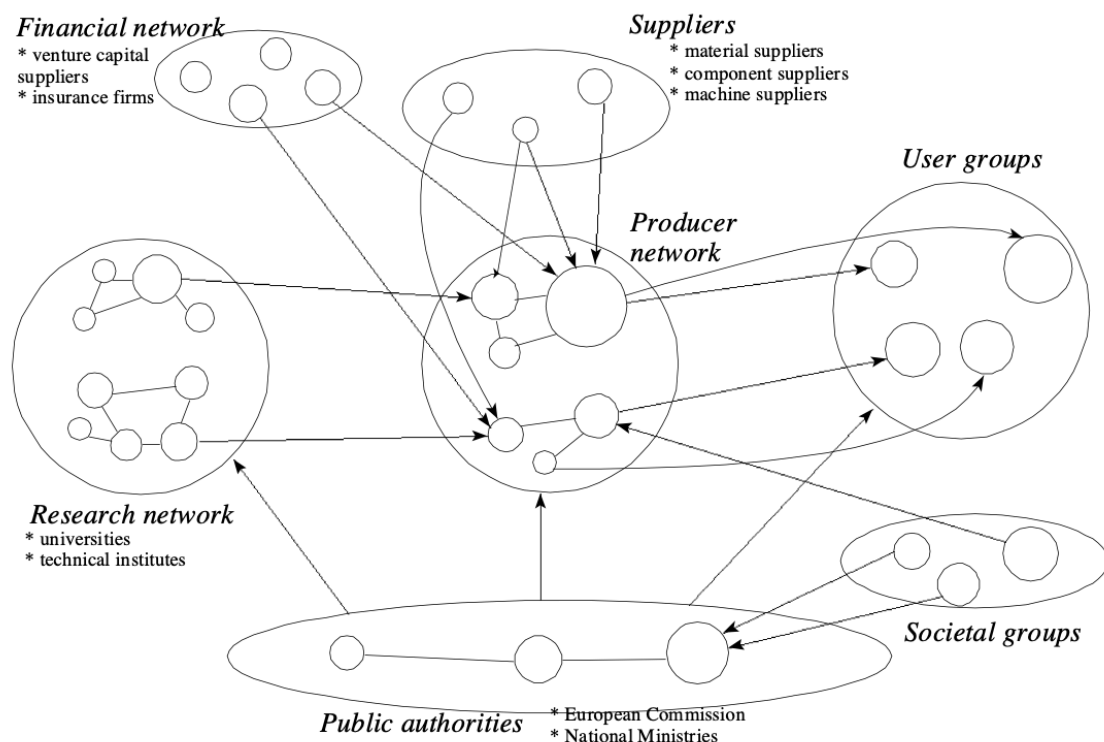 Financial network
* venture capital
suppliers
* insurance firms
Suppliers
* material suppliers
* component suppliers
* machine suppliers
User groups
Producer
network
Research network
* universities
* technical institutes
Societal groups
Public authorities
* European Commission
* National Ministries